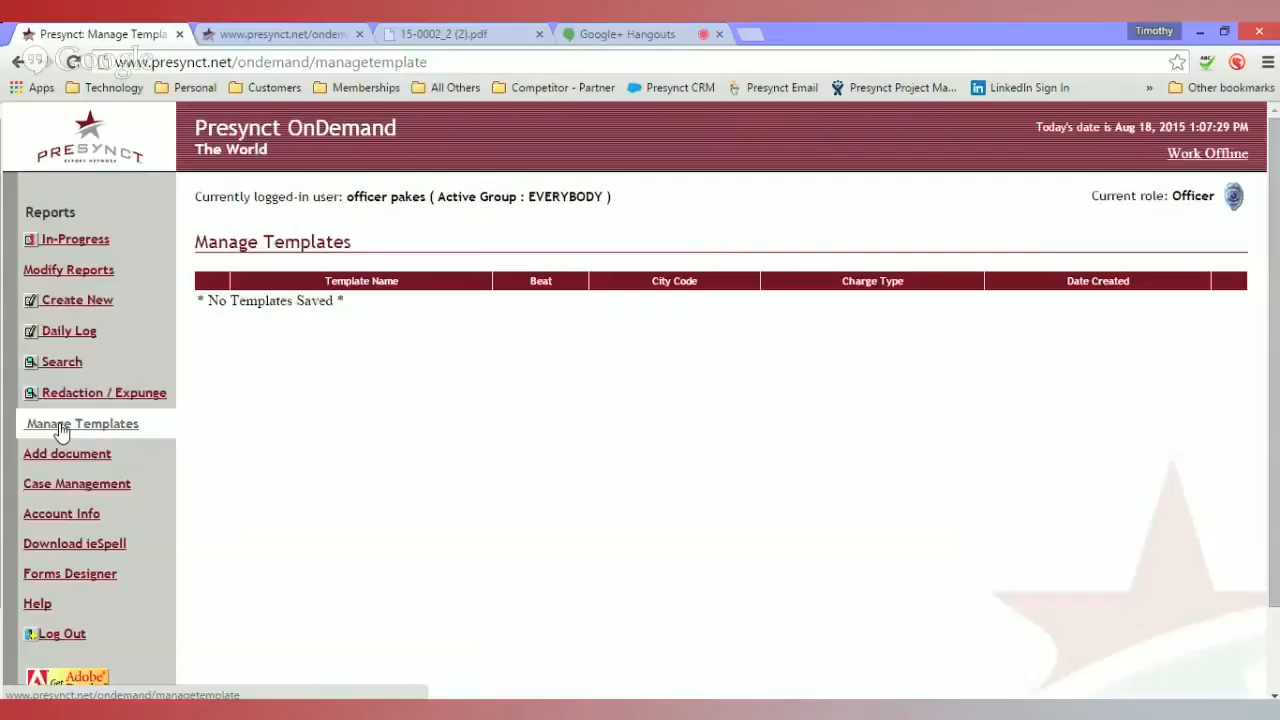 Presynct: Manage Templa
www.presynct.net/ondem
15-0002_2 (2).pdf
Google+ Hangouts
Timothy
www.presynct.net/ondemand/managetemplate
Google
Apps
Technology
Personal
Customers
Memberships
All Others
Competitor - Partner
Presynct CRM
Presynct Email
Presynct Project Ma...
LinkedIn Sign In
»
Other bookmarks
PRESYNCT
Presynct OnDemand
The World
Today's date is Aug 18, 2015 1:07:29 PM
Work Offline
Currently logged-in user: officer pakes ( Active Group : EVERYBODY )
Current role: Officer
Reports
In-Progress
Modify Reports
Create New
Daily Log
Search
Redaction / Expunge
Manage Templates
Add document
Case Management
Account Info
Download ieSpell
Forms Designer
Help
Log Out
Get Adobe®
Manage Templates
Template Name Beat City Code Charge Type Date Created
* No Templates Saved *
www.presynct.net/ondemand/managetemplate